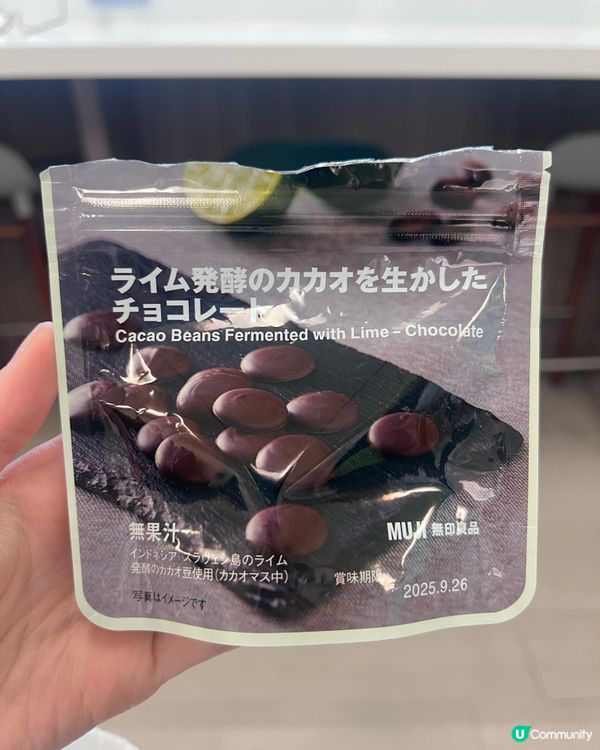 ライム発酵のカカオを生かした
チョコレート
Cacao Beans Fermented with Lime – Chocolate
無果汁
MUJI 無印良品
インドネシア スラウェシ島のライム
発酵のカカオ豆使用(カカオマス中)
賞味期限
2025.9.26
写真はイメージです
U Community